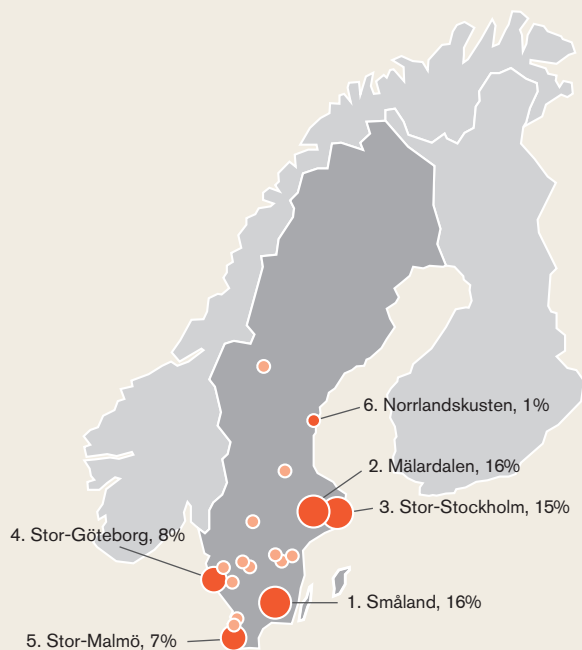 6. Norrlandskusten, 1%
2. Mälardalen, 16%
3. Stor-Stockholm, 15%
4. Stor-Göteborg, 8%
1. Småland, 16%
5. Stor-Malmö, 7%